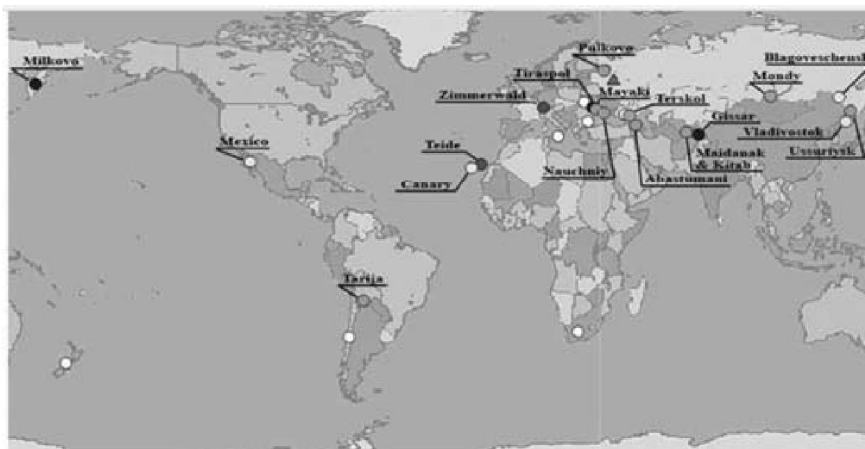 Pulkovo
Milkovo
Blagoveschensk
Tiraspol
Mondy
Mayaki
Zimmerwald
Terskol
Gissar
Mexico
Vladivostok
Teide
Maidanak
& Kitab
Ussuriysk
Nauchniy
Abastumani
Canary
Tarija